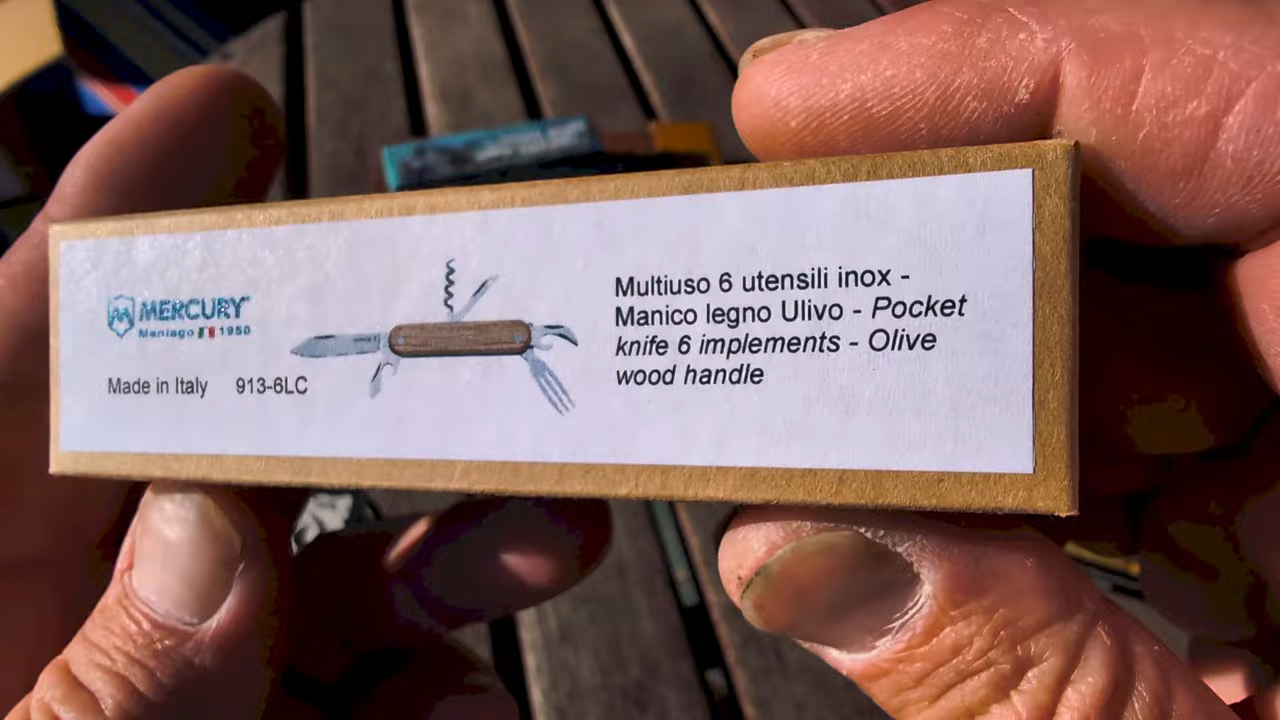 MERCURY
Maniago 1950
Made in Italy 913-6LC
Multiuso 6 utensili inox -
Manico legno Ulivo - Pocket
knife 6 implements - Olive
wood handle